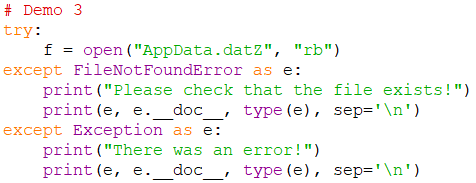 # Demo 3
try:
    f = open("AppData.datZ", "rb")
except FileNotFoundError as e:
    print("Please check that the file exists!")
    print(e, e.__doc__, type(e), sep='\n')
except Exception as e:
    print("There was an error!")
    print(e, e.__doc__, type(e), sep='\n')